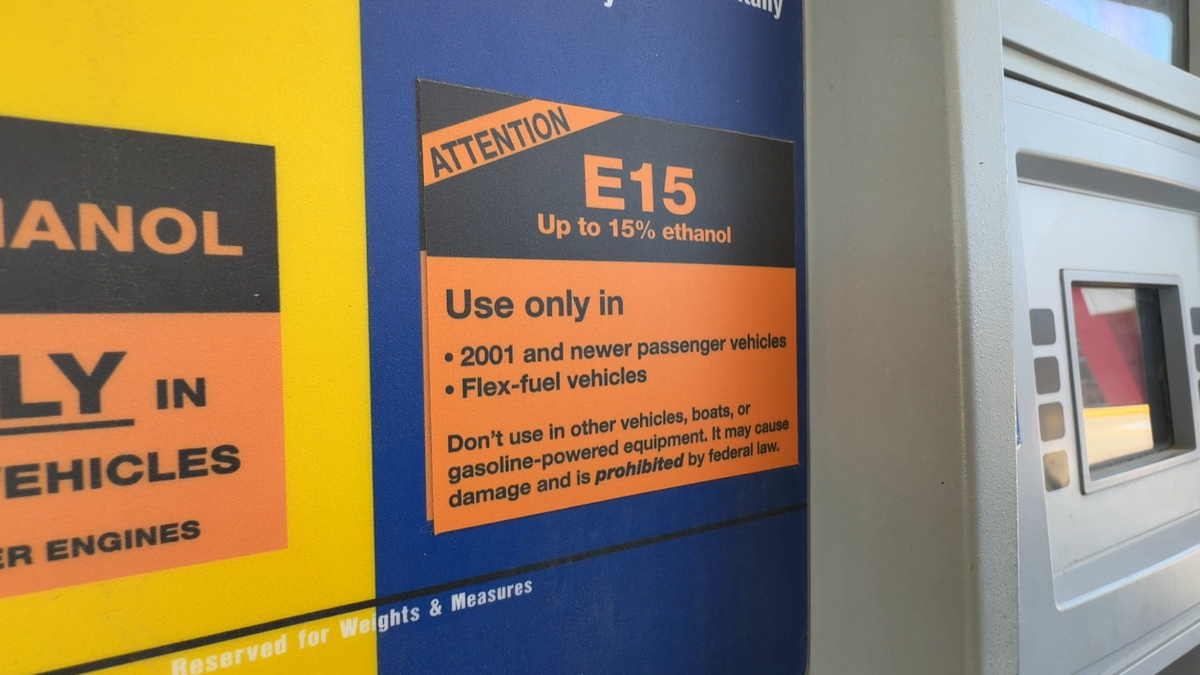 ATTENTION
E15
Up to 15% ethanol
Use only in
• 2001 and newer passenger vehicles
• Flex-fuel vehicles
Don't use in other vehicles, boats, or
gasoline-powered equipment. It may cause
damage and is prohibited by federal law.
HANOL
LY IN
VEHICLES
ER ENGINES
Reserved for Weights & Measures